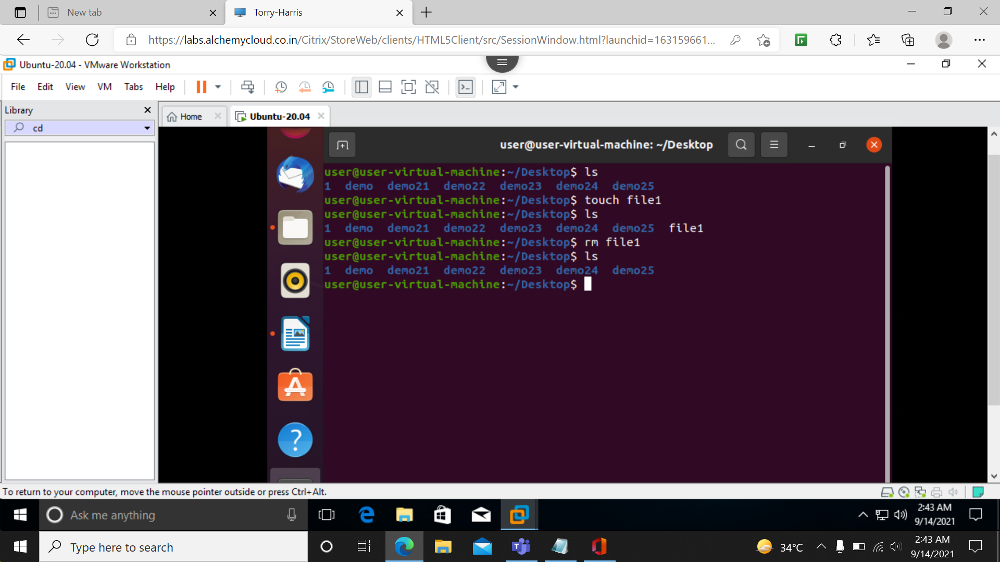 New tab
Torry-Harris
https://labs.alchemycloud.co.in/Citrix/StoreWeb/clients/HTML5Client/src/SessionWindow.html?launchid=163159661...
Ubuntu-20.04 - VMware Workstation
File Edit View VM Tabs Help
Library
cd
Home
Ubuntu-20.04
user@user-virtual-machine: ~/Desktop
user@user-virtual-machine:~/Desktop$ ls
1 demo demo21 demo22 demo23 demo24 demo25
user@user-virtual-machine:~/Desktop$ touch file1
user@user-virtual-machine:~/Desktop$ ls
1 demo demo21 demo22 demo23 demo24 demo25 file1
user@user-virtual-machine:~/Desktop$ rm file1
user@user-virtual-machine:~/Desktop$ ls
1 demo demo21 demo22 demo23 demo24 demo25
user@user-virtual-machine:~/Desktop$
To return to your computer, move the mouse pointer outside or press Ctrl+Alt.
Ask me anything
2:43 AM
9/14/2021
Type here to search
34°C
2:43 AM
9/14/2021